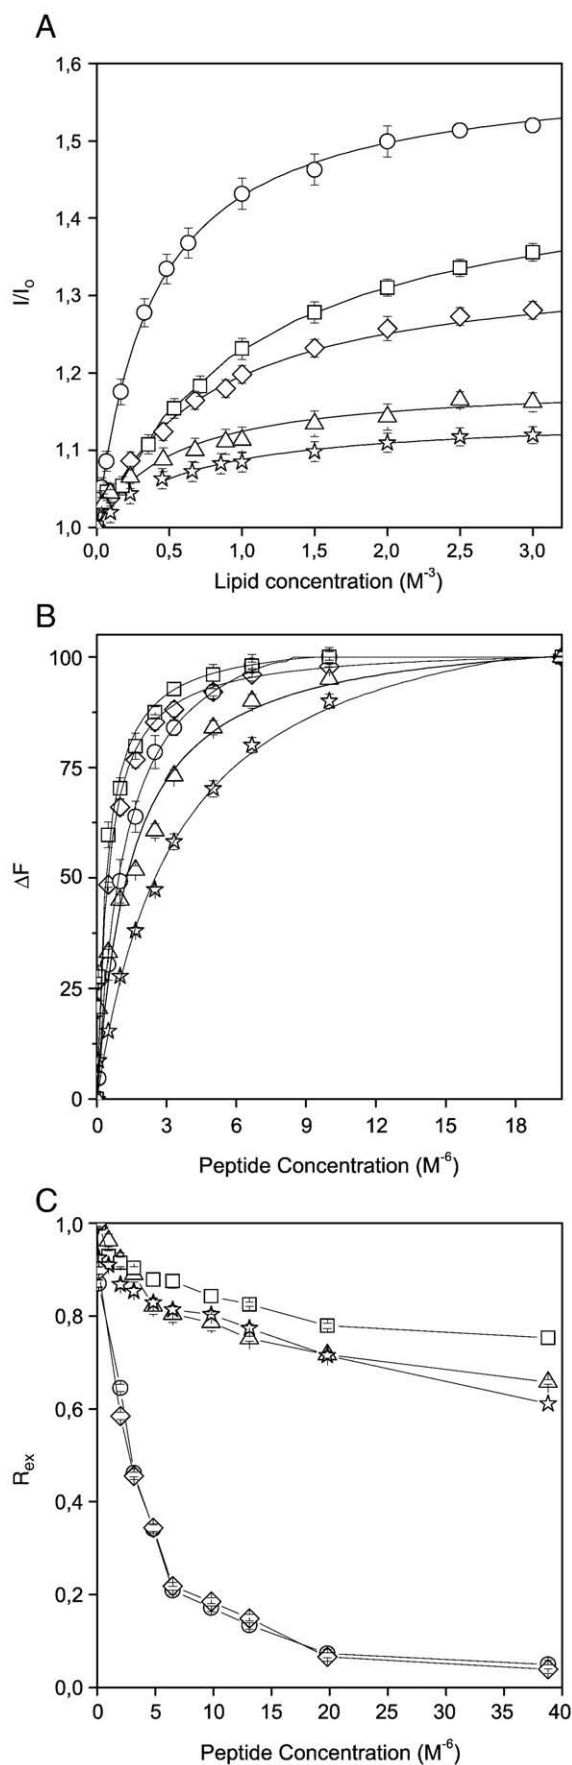 A
1,6
1,5
1,4
1,3
1,2
1,1
1,0
I/I₀
0,0 0,5 1,0 1,5 2,0 2,5 3,0
Lipid concentration (M⁻³)
B
100
75
50
25
0
ΔF
0 3 6 9 12 15 18
Peptide Concentration (M⁻⁶)
C
1,0
0,8
0,6
0,4
0,2
0,0
Rₑₓ
0 5 10 15 20 25 30 35 40
Peptide Concentration (M⁻⁶)